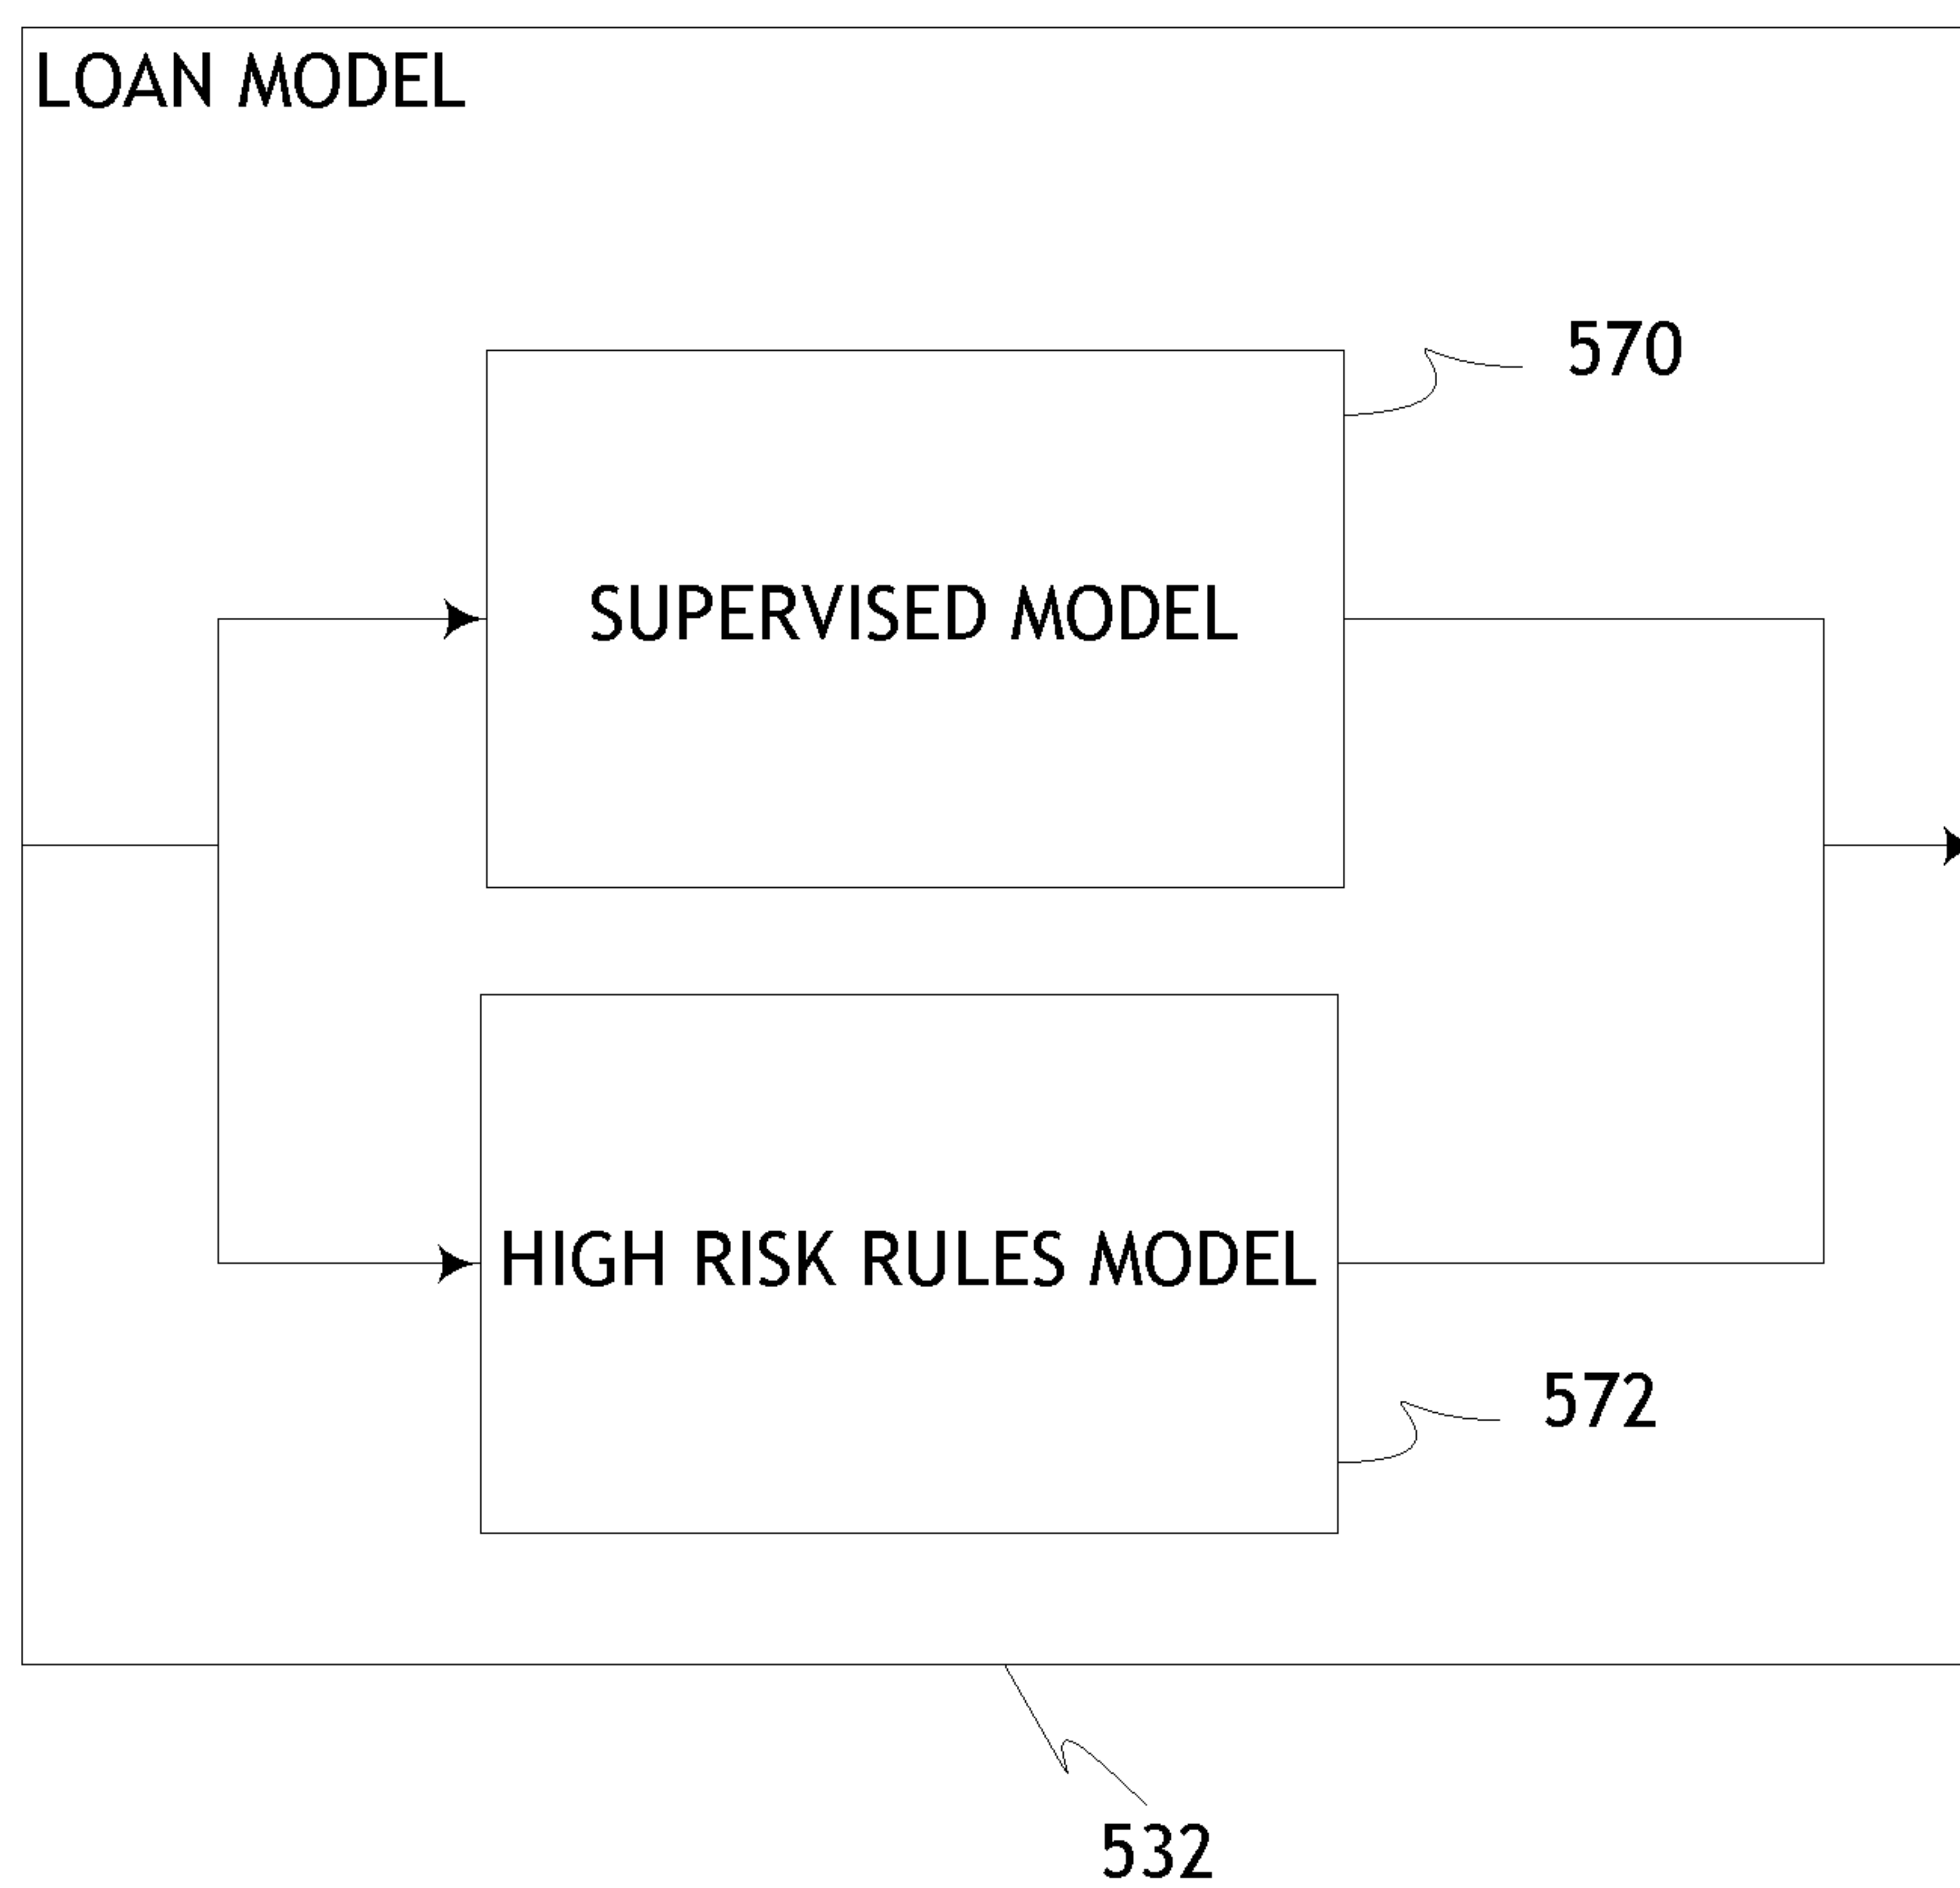 LOAN MODEL
570
SUPERVISED MODEL
HIGH RISK RULES MODEL
572
532